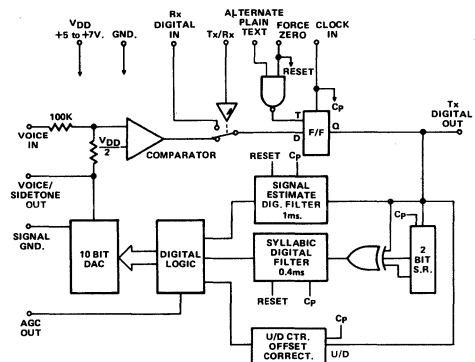 VDD
+5 to +7V.
GND.
Rx
DIGITAL
IN
Tx/Rx
ALTERNATE
PLAIN
TEXT
FORCE
ZERO
CLOCK
IN
RESET
CP
100K
VOICE
IN
VDD
2
COMPARATOR
T
D
F/F
Q
Tx
DIGITAL
OUT
VOICE/
SIDETONE
OUT
RESET
CP
SIGNAL
ESTIMATE
DIG. FILTER
1ms.
CP
SIGNAL
GND.
10 BIT
DAC
DIGITAL
LOGIC
SYLLABIC
DIGITAL
FILTER
0.4ms
2
BIT
S.R.
RESET
CP
AGC
OUT
CP
U/D CTR.
OFFSET
CORRECT.
U/D